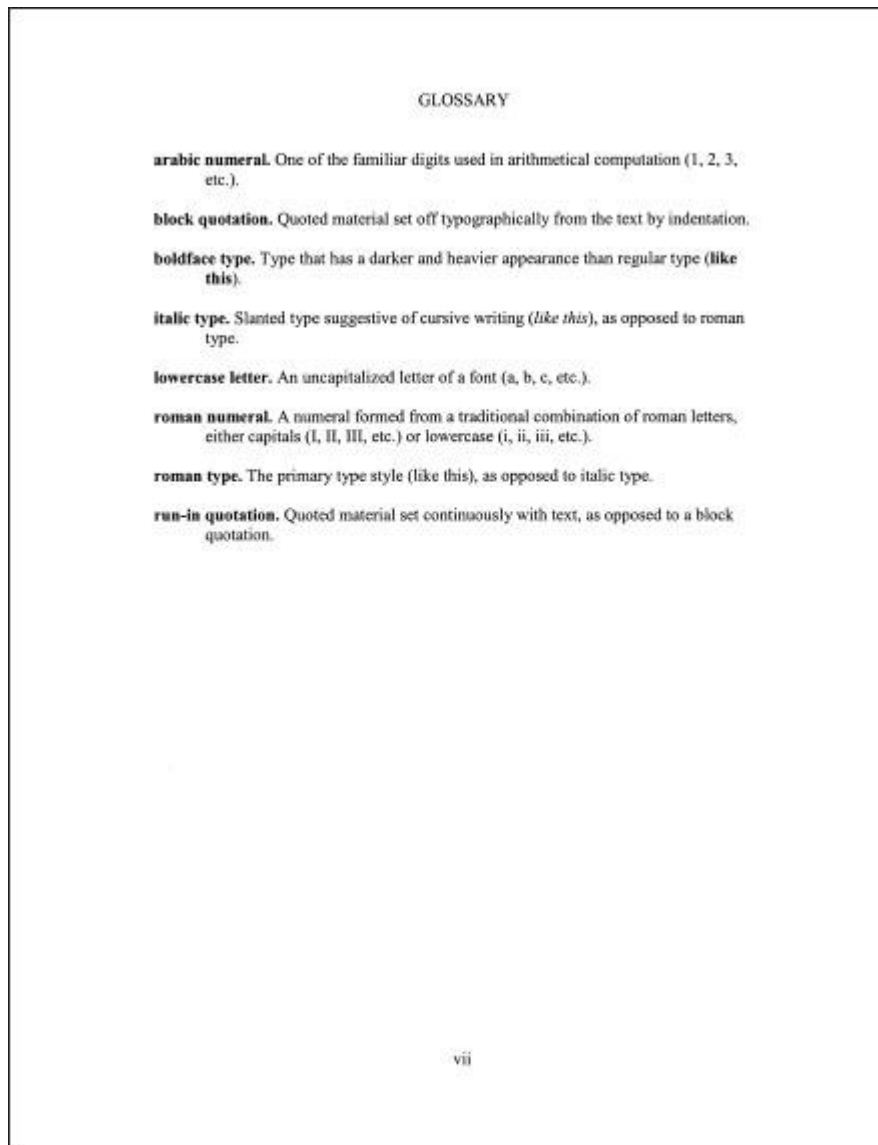 GLOSSARY
arabic numeral. One of the familiar digits used in arithmetical computation (1, 2, 3,
etc.).
block quotation. Quoted material set off typographically from the text by indentation.
boldface type. Type that has a darker and heavier appearance than regular type (like
this).
italic type. Slanted type suggestive of cursive writing (like this), as opposed to roman
type.
lowercase letter. An uncapitalized letter of a font (a, b, c, etc.).
roman numeral. A numeral formed from a traditional combination of roman letters,
either capitals (I, II, III, etc.) or lowercase (i, ii, iii, etc.).
roman type. The primary type style (like this), as opposed to italic type.
run-in quotation. Quoted material set continuously with text, as opposed to a block
quotation.
vii